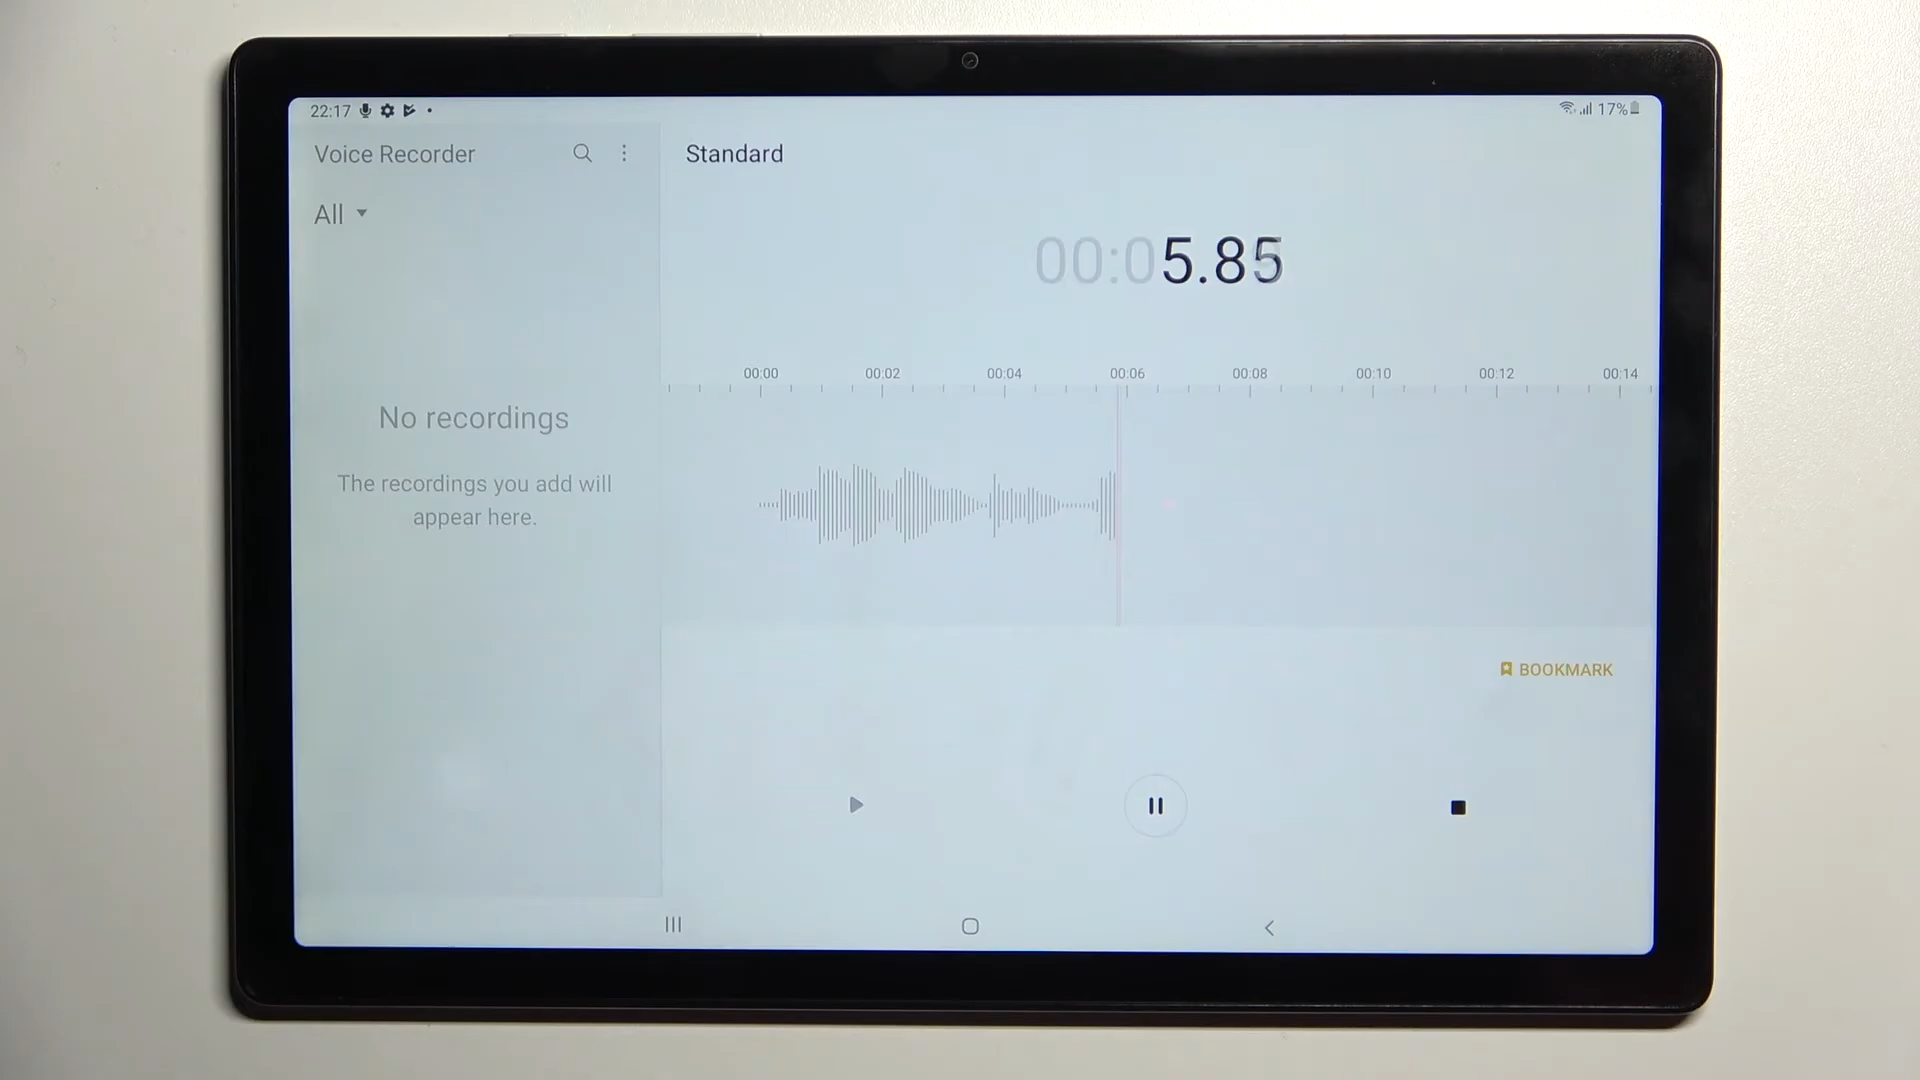 22:17
17%
Voice Recorder
Standard
All
00:05.85
00:00 00:02 00:04 00:06 00:08 00:10 00:12 00:14
No recordings
The recordings you add will
appear here.
BOOKMARK